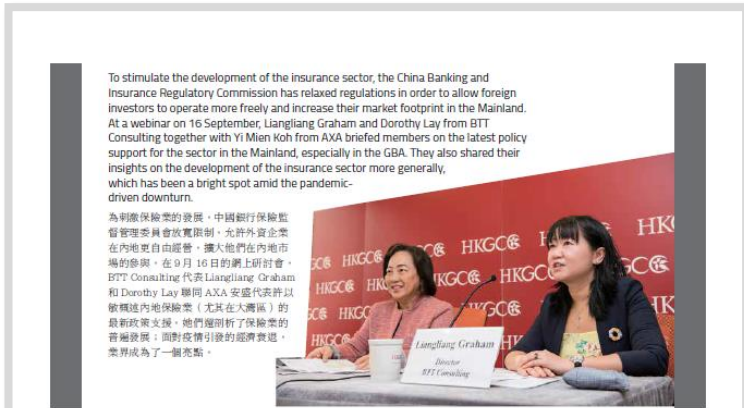 To stimulate the development of the insurance sector, the China Banking and
Insurance Regulatory Commission has relaxed regulations in order to allow foreign
investors to operate more freely and increase their market footprint in the Mainland.
At a webinar on 16 September, Liangliang Graham and Dorothy Lay from BTT
Consulting together with Yi Mien Koh from AXA briefed members on the latest policy
support for the sector in the Mainland, especially in the GBA. They also shared their
insights on the development of the insurance sector more generally,
which has been a bright spot amid the pandemic-
driven downturn.
為刺激保險業的發展，中國銀行保險監
督管理委員會放寬限制，允許外資企業
在內地更自由經營，擴大他們在內地市
場的參與。在 9 月 16 日的網上研討會，
BTT Consulting 代表 Liangliang Graham
和 Dorothy Lay 聯同 AXA 安盛代表許以
敏概述內地保險業（尤其在大灣區）的
最新政策支援。她們還剖析了保險業的
普遍發展；面對疫情引發的經濟衰退，
業界成為了一個亮點。
HKGCC
HKGCC
HKGCC
HKGCC
HKGCC
Liangliang Graham
Director
BTT Consulting